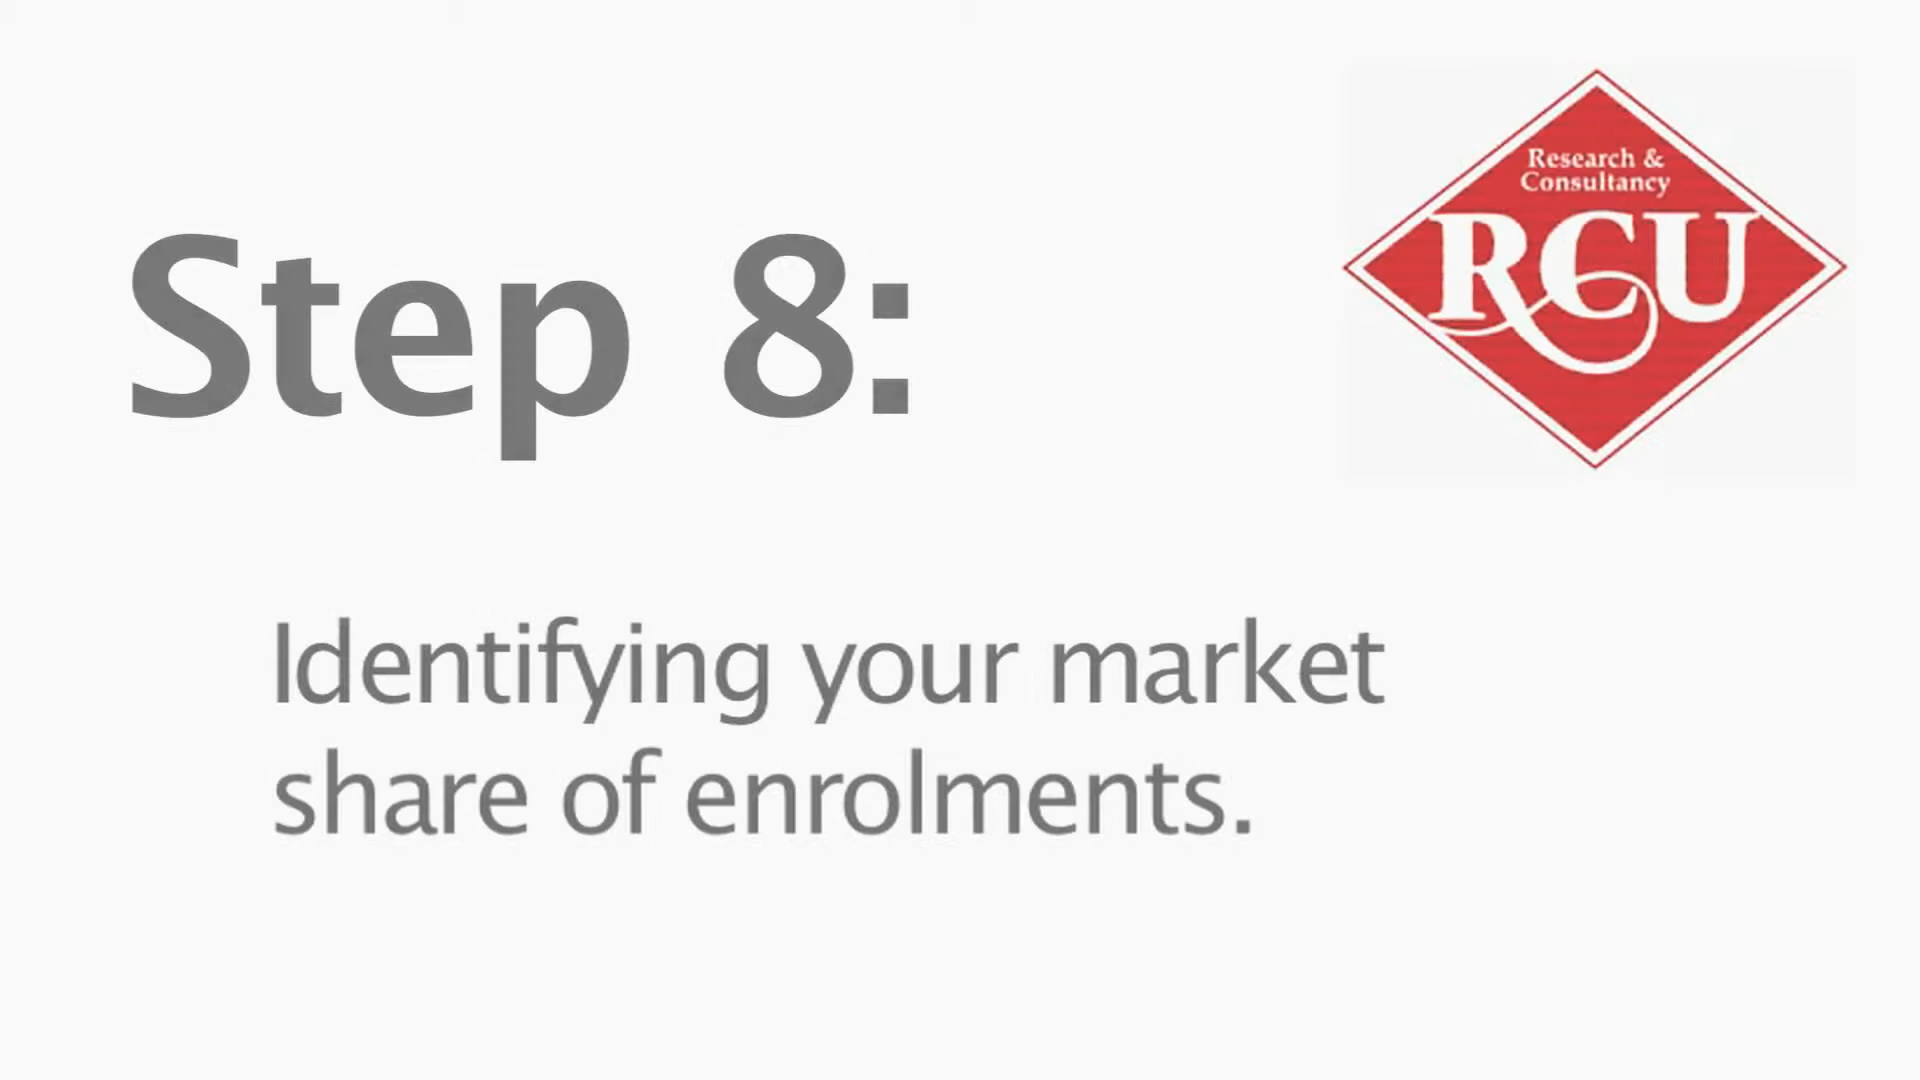 Step 8:
Research &
Consultancy
RCU
Identifying your market
share of enrolments.